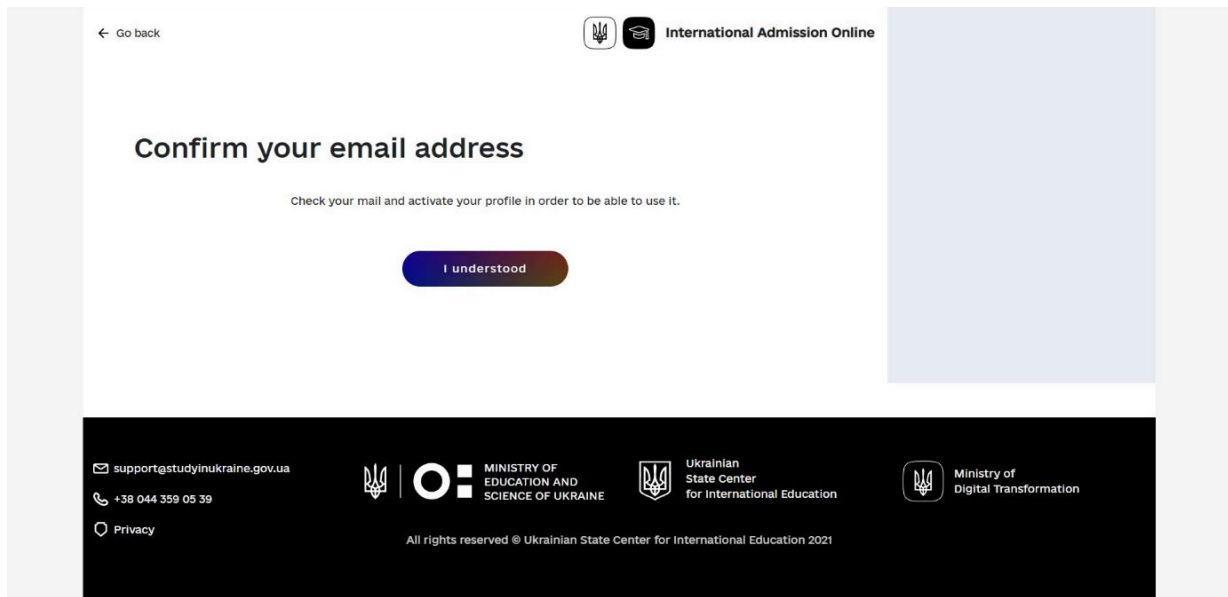 Go back
International Admission Online
Confirm your email address
Check your mail and activate your profile in order to be able to use it.
I understood
support@studyinukraine.gov.ua
+38 044 359 05 39
Privacy
MINISTRY OF
EDUCATION AND
SCIENCE OF UKRAINE
Ukrainian
State Center
for International Education
Ministry of
Digital Transformation
All rights reserved © Ukrainian State Center for International Education 2021